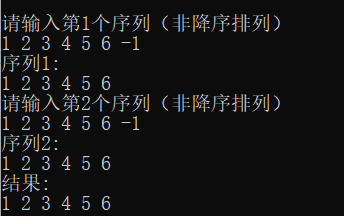 请输入第1个序列（非降序排列）
1 2 3 4 5 6 -1
序列1:
1 2 3 4 5 6
请输入第2个序列（非降序排列）
1 2 3 4 5 6 -1
序列2:
1 2 3 4 5 6
结果:
1 2 3 4 5 6